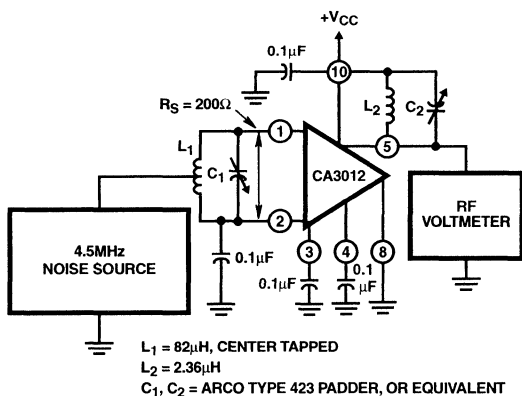 +VCC
0.1µF
10
RS = 200Ω
L2
C2
1
5
L1
C1
CA3012
2
RF
VOLTMETER
4.5MHz
NOISE SOURCE
0.1µF
3
4
8
0.1µF
0.1
µF
L1 = 82µH, CENTER TAPPED
L2 = 2.36µH
C1, C2 = ARCO TYPE 423 PADDER, OR EQUIVALENT